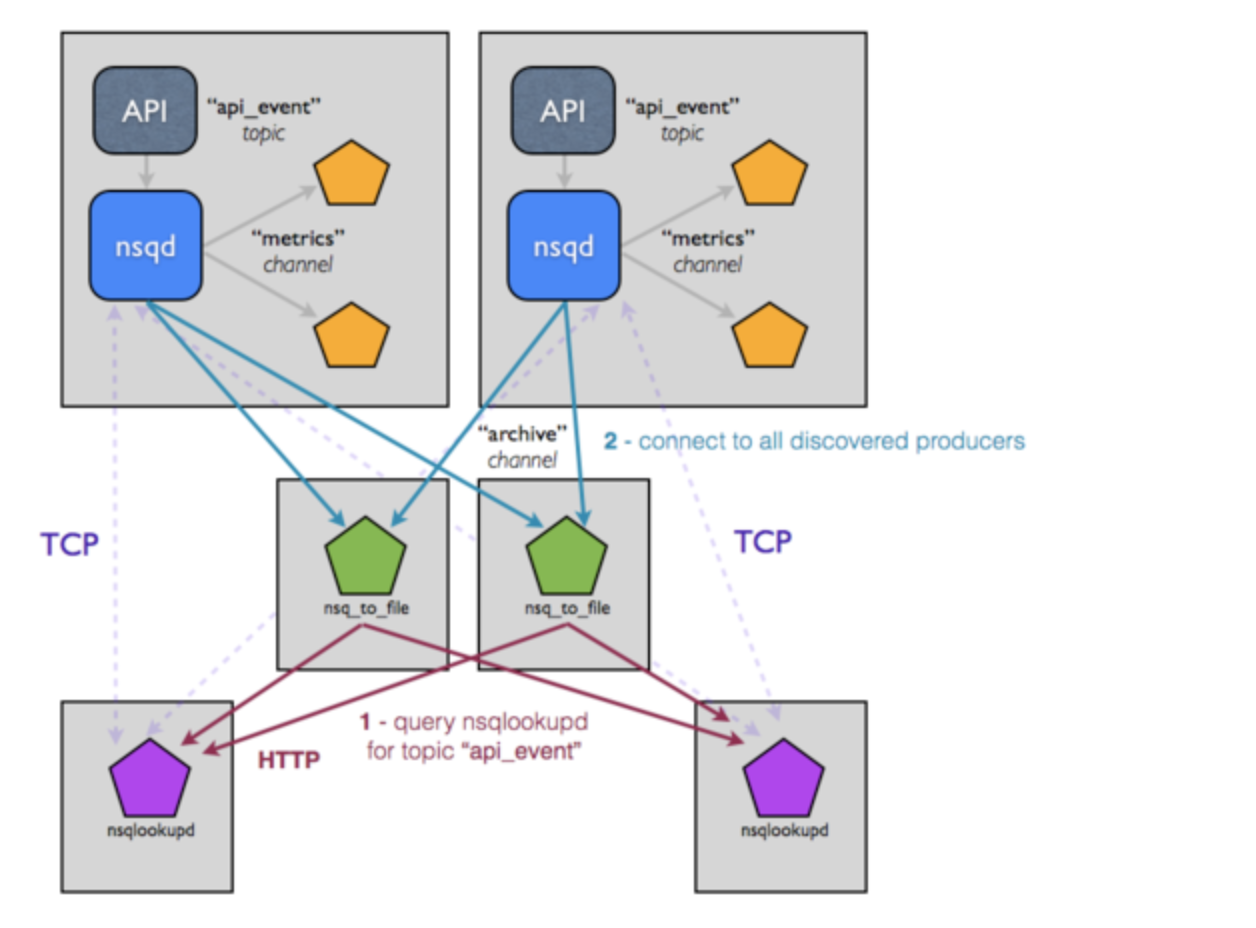 API
“api_event”
topic
nsqd
“metrics”
channel
API
“api_event”
topic
nsqd
“metrics”
channel
“archive”
channel
2 - connect to all discovered producers
TCP
TCP
nsq_to_file
nsq_to_file
1 - query nsqlookupd
for topic “api_event”
HTTP
nsqlookupd
nsqlookupd